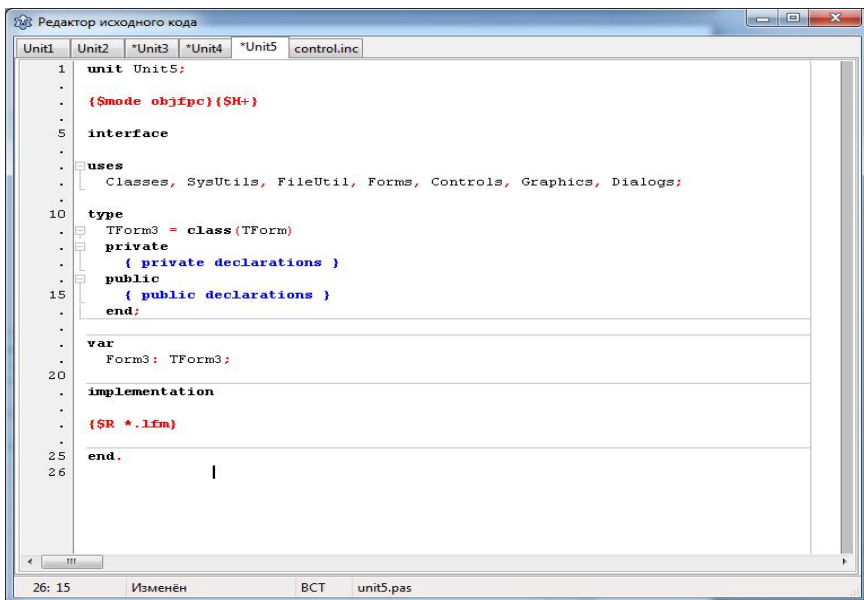 Редактор исходного кода
Unit1 Unit2 *Unit3 *Unit4 *Unit5 control.inc
1 unit Unit5;
.
. {$mode objfpc}{$H+}
.
5 interface
.
. uses
. Classes, SysUtils, FileUtil, Forms, Controls, Graphics, Dialogs;
.
10 type
. TForm3 = class(TForm)
. private
. { private declarations }
. public
15 { public declarations }
. end;
.
. var
. Form3: TForm3;
20
. implementation
.
. {$R *.lfm}
.
25 end.
26
26: 15 Изменён ВСТ unit5.pas